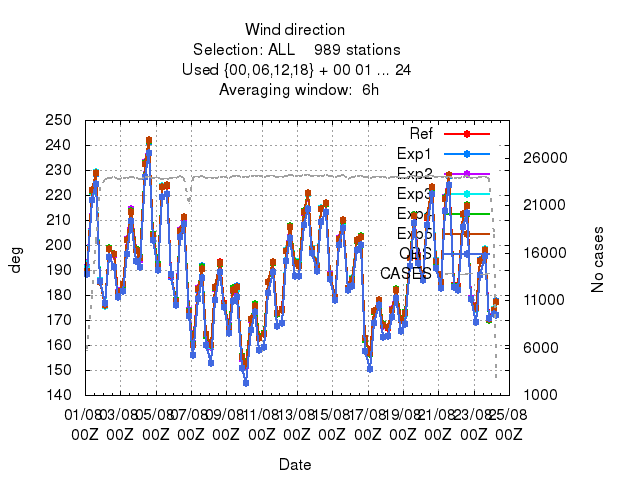 Wind direction
Selection: ALL 989 stations
Used {00,06,12,18} + 00 01 ... 24
Averaging window: 6h
250
240
230
220
210
200
190
180
170
160
150
140
deg
26000
21000
16000
11000
6000
1000
No cases
Ref
Exp1
Exp2
Exp3
Exp4
Exp5
OBS
CASES
01/08 03/08 05/08 07/08 09/08 11/08 13/08 15/08 17/08 19/08 21/08 23/08 25/08
00Z 00Z 00Z 00Z 00Z 00Z 00Z 00Z 00Z 00Z 00Z 00Z 00Z
Date